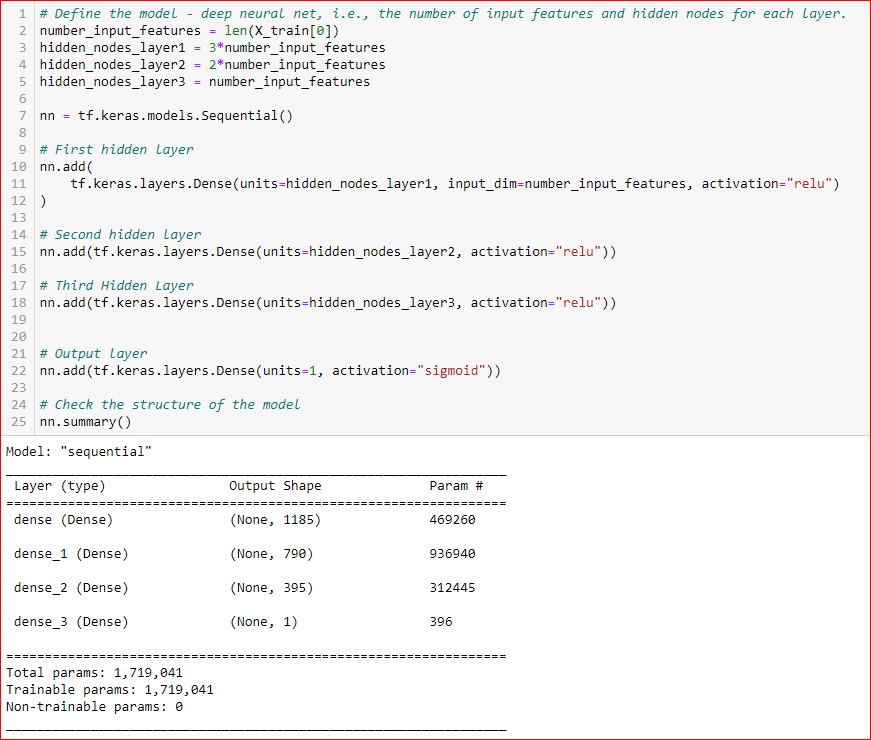 1 # Define the model - deep neural net, i.e., the number of input features and hidden nodes for each layer.
2 number_input_features = len(X_train[0])
3 hidden_nodes_layer1 = 3*number_input_features
4 hidden_nodes_layer2 = 2*number_input_features
5 hidden_nodes_layer3 = number_input_features
6
7 nn = tf.keras.models.Sequential()
8
9 # First hidden layer
10 nn.add(
11     tf.keras.layers.Dense(units=hidden_nodes_layer1, input_dim=number_input_features, activation="relu")
12 )
13
14 # Second hidden layer
15 nn.add(tf.keras.layers.Dense(units=hidden_nodes_layer2, activation="relu"))
16
17 # Third Hidden Layer
18 nn.add(tf.keras.layers.Dense(units=hidden_nodes_layer3, activation="relu"))
19
20
21 # Output layer
22 nn.add(tf.keras.layers.Dense(units=1, activation="sigmoid"))
23
24 # Check the structure of the model
25 nn.summary()
Model: "sequential"
_________________________________________________________________
Layer (type)                Output Shape              Param #
=================================================================
dense (Dense)               (None, 1185)              469260
dense_1 (Dense)             (None, 790)               936940
dense_2 (Dense)             (None, 395)               312445
dense_3 (Dense)             (None, 1)                 396
=================================================================
Total params: 1,719,041
Trainable params: 1,719,041
Non-trainable params: 0
_________________________________________________________________